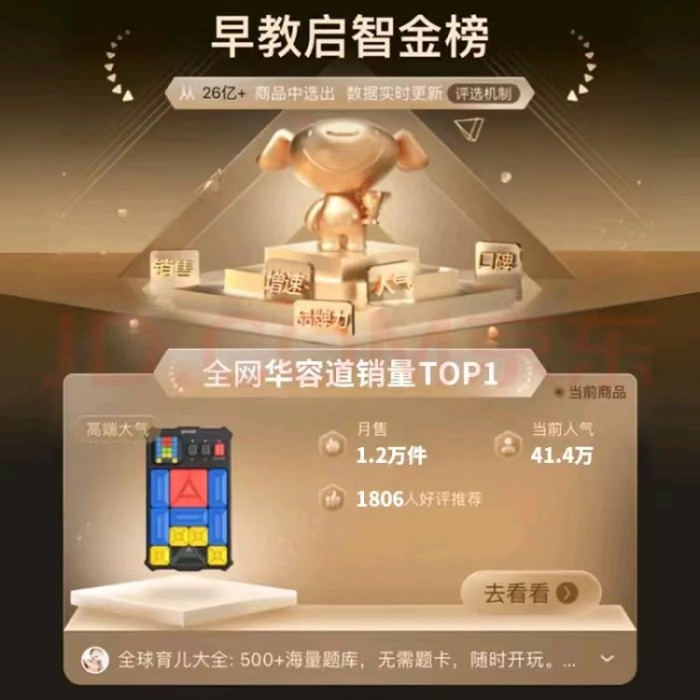 早教启智金榜
从 26亿+ 商品中选出 数据实时更新 评选机制
销售
增速
人气
口碑
品牌力
JD.COM 京东
全网华容道销量TOP1
当前商品
高端大气
月售
1.2万件
当前人气
41.4万
1806人好评推荐
去看看
全球育儿大全: 500+海量题库，无需题卡，随时开玩。...